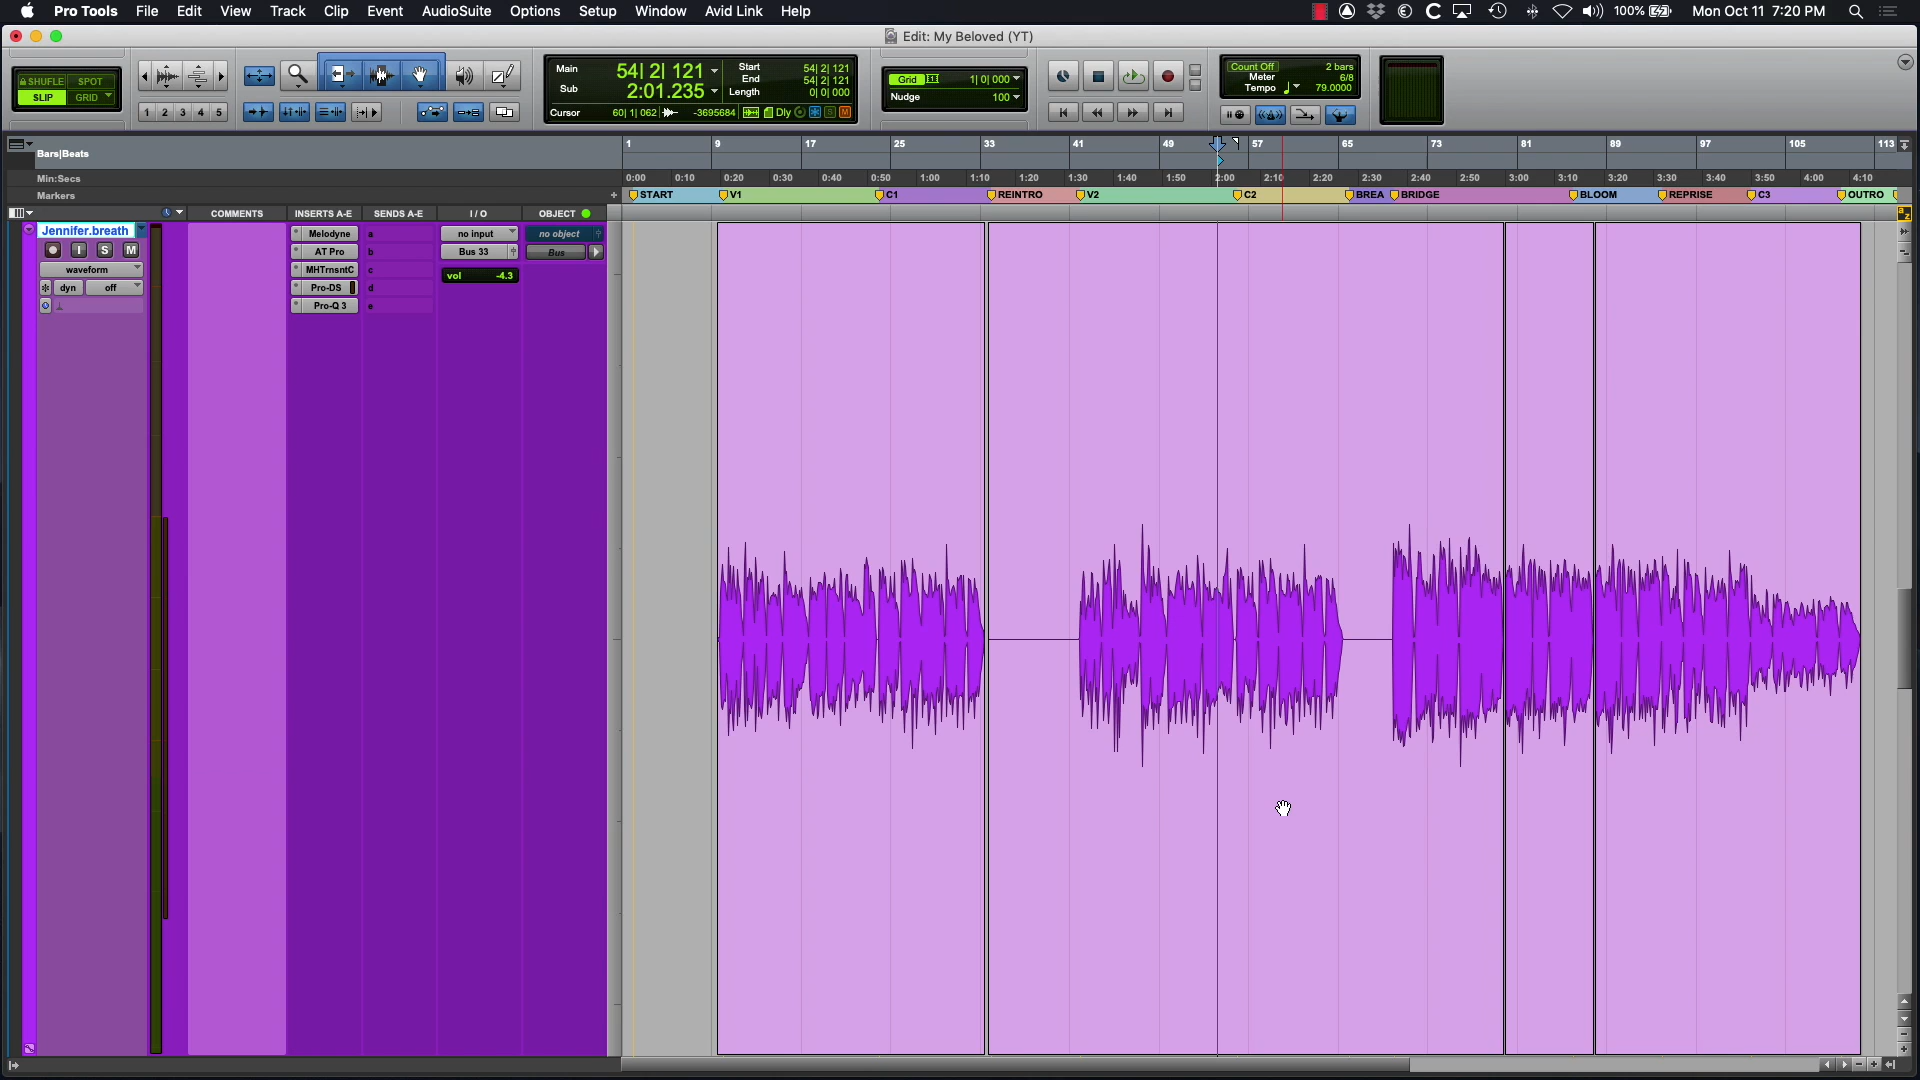 Pro Tools File Edit View Track Clip Event AudioSuite Options Setup Window Avid Link Help 100% Mon Oct 11 7:20 PM
Edit: My Beloved (YT)
SHUFLE SPOT
SLIP GRID
1 2 3 4 5
Main 54| 2| 121
Sub 2:01.235
Start 54| 2| 121
End 54| 2| 121
Length 0| 0| 000
Cursor 60| 1| 062 -3695684 Dly S M
Grid 1| 0| 000
Nudge 100
Count Off 2 bars
Meter 6/8
Tempo 79.0000
Bars|Beats 1 9 17 25 33 41 49 57 65 73 81 89 97 105 113
Min:Secs 0:00 0:10 0:20 0:30 0:40 0:50 1:00 1:10 1:20 1:30 1:40 1:50 2:00 2:10 2:20 2:30 2:40 2:50 3:00 3:10 3:20 3:30 3:40 3:50 4:00 4:10
Markers + START V1 C1 REINTRO V2 C2 BREA BRIDGE BLOOM REPRISE C3 OUTRO
COMMENTS INSERTS A-E SENDS A-E I / O OBJECT
a z
Jennifer.breath Melodyne a no input no object
I S M AT Pro b Bus 33 Bus
waveform MHTrnsntC c vol -4.3
dyn off Pro-DS d
Pro-Q 3 e